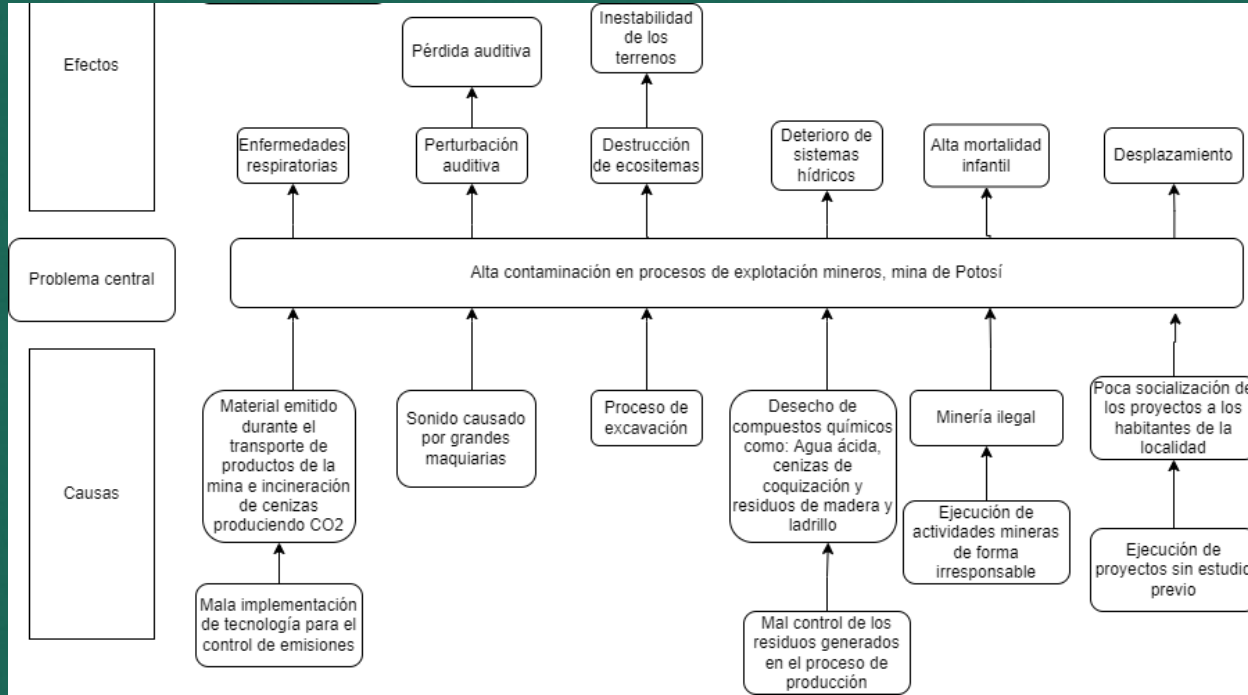 Efectos
Pérdida auditiva
Inestabilidad
de los
terrenos
Enfermedades
respiratorias
Perturbación
auditiva
Destrucción
de ecositemas
Deterioro de
sistemas
hídricos
Alta mortalidad
infantil
Desplazamiento
Problema central
Alta contaminación en procesos de explotación mineros, mina de Potosí
Causas
Material emitido
durante el
transporte de
productos de la
mina e incineración
de cenizas
produciendo CO2
Sonido causado
por grandes
maquiarias
Proceso de
excavación
Desecho de
compuestos químicos
como: Agua ácida,
cenizas de
coquización y
residuos de madera y
ladrillo
Minería ilegal
Poca socialización de
los proyectos a los
habitantes de la
localidad
Mala implementación
de tecnología para el
control de emisiones
Mal control de los
residuos generados
en el proceso de
producción
Ejecución de
actividades mineras
de forma
irresponsable
Ejecución de
proyectos sin estudio
previo